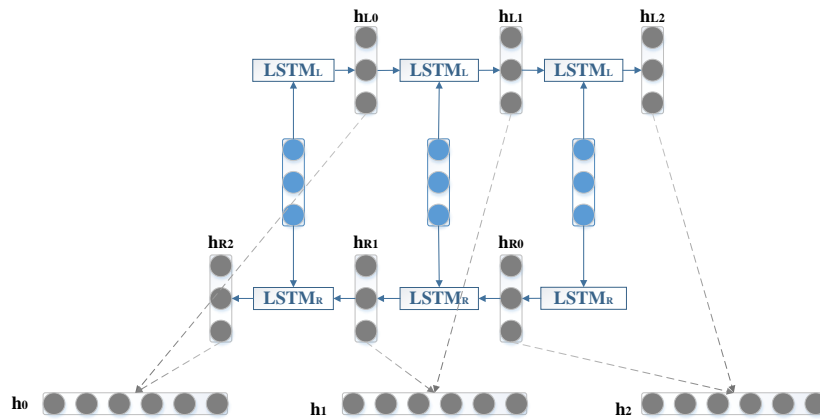 hL0 hL1 hL2
LSTML LSTML LSTML
hR2 hR1 hR0
LSTMR LSTMR LSTMR
h0 h1 h2